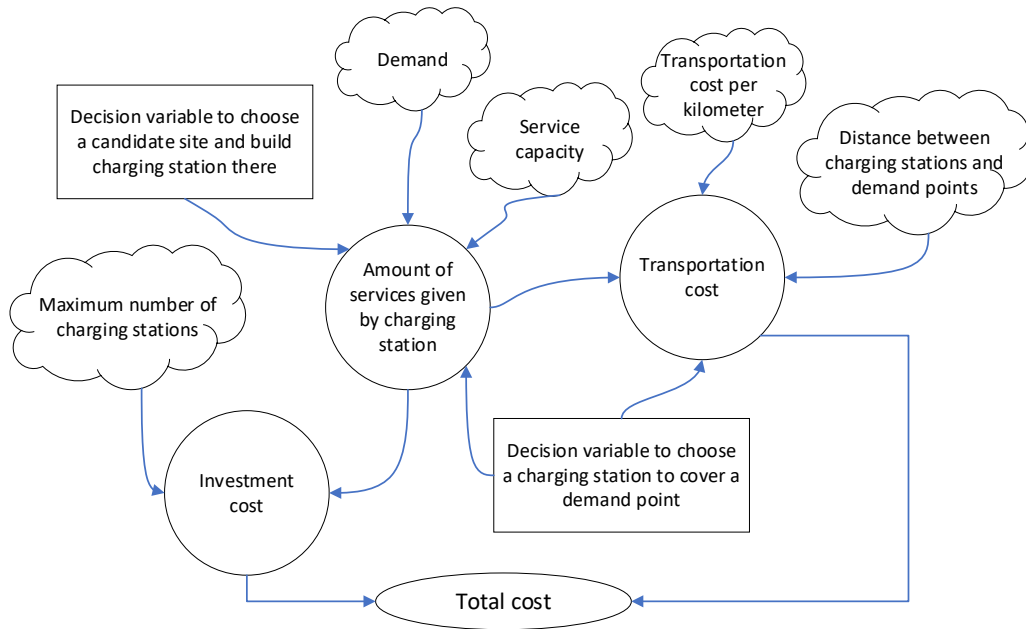 Demand
Transportation
cost per
kilometer
Decision variable to choose
a candidate site and build
charging station there
Service
capacity
Distance between
charging stations and
demand points
Maximum number of
charging stations
Amount of
services given
by charging
station
Transportation
cost
Investment
cost
Decision variable to choose
a charging station to cover a
demand point
Total cost